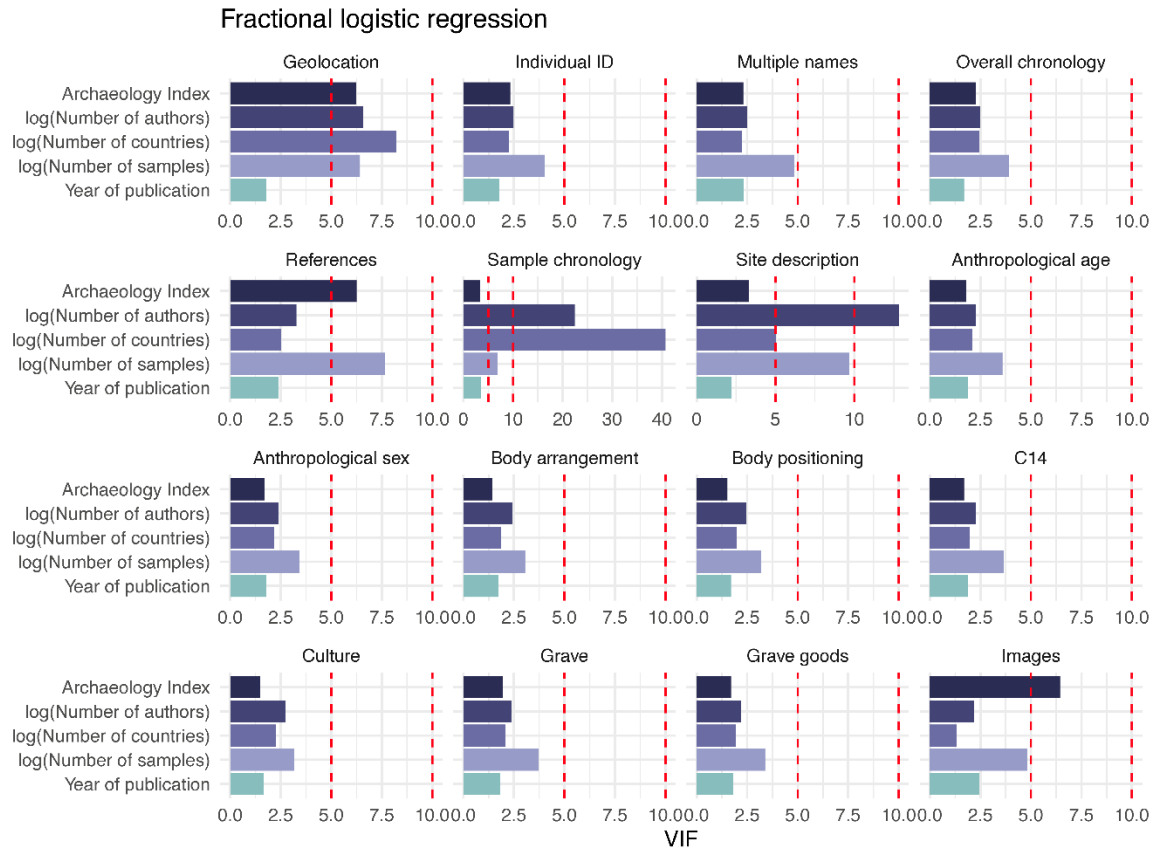 Fractional logistic regression
Geolocation Individual ID Multiple names Overall chronology
Archaeology Index
log(Number of authors)
log(Number of countries)
log(Number of samples)
Year of publication
0.0 2.5 5.0 7.5 10.0 0.0 2.5 5.0 7.5 10.0 0.0 2.5 5.0 7.5 10.0 0.0 2.5 5.0 7.5 10.0
References Sample chronology Site description Anthropological age
Archaeology Index
log(Number of authors)
log(Number of countries)
log(Number of samples)
Year of publication
0.0 2.5 5.0 7.5 10.0 0 10 20 30 40 0 5 10 0.0 2.5 5.0 7.5 10.0
Anthropological sex Body arrangement Body positioning C14
Archaeology Index
log(Number of authors)
log(Number of countries)
log(Number of samples)
Year of publication
0.0 2.5 5.0 7.5 10.0 0.0 2.5 5.0 7.5 10.0 0.0 2.5 5.0 7.5 10.0 0.0 2.5 5.0 7.5 10.0
Culture Grave Grave goods Images
Archaeology Index
log(Number of authors)
log(Number of countries)
log(Number of samples)
Year of publication
0.0 2.5 5.0 7.5 10.0 0.0 2.5 5.0 7.5 10.0 0.0 2.5 5.0 7.5 10.0 0.0 2.5 5.0 7.5 10.0
VIF